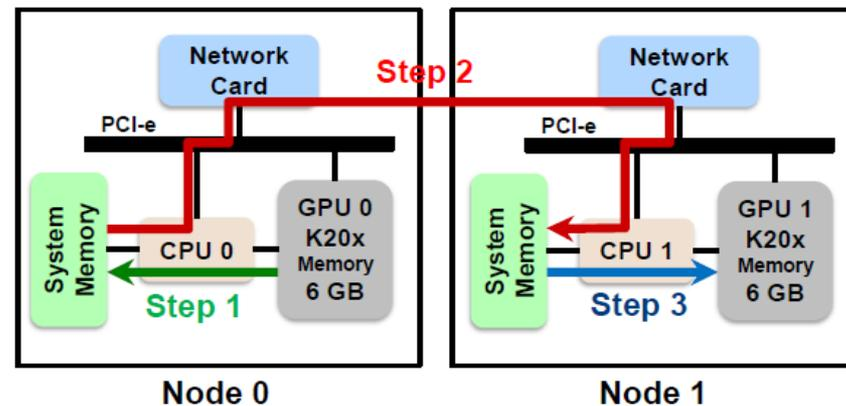 Network
Card
Step 2
Network
Card
PCI-e
PCI-e
System
Memory
CPU 0
GPU 0
K20x
Memory
6 GB
Step 1
System
Memory
CPU 1
GPU 1
K20x
Memory
6 GB
Step 3
Node 0
Node 1